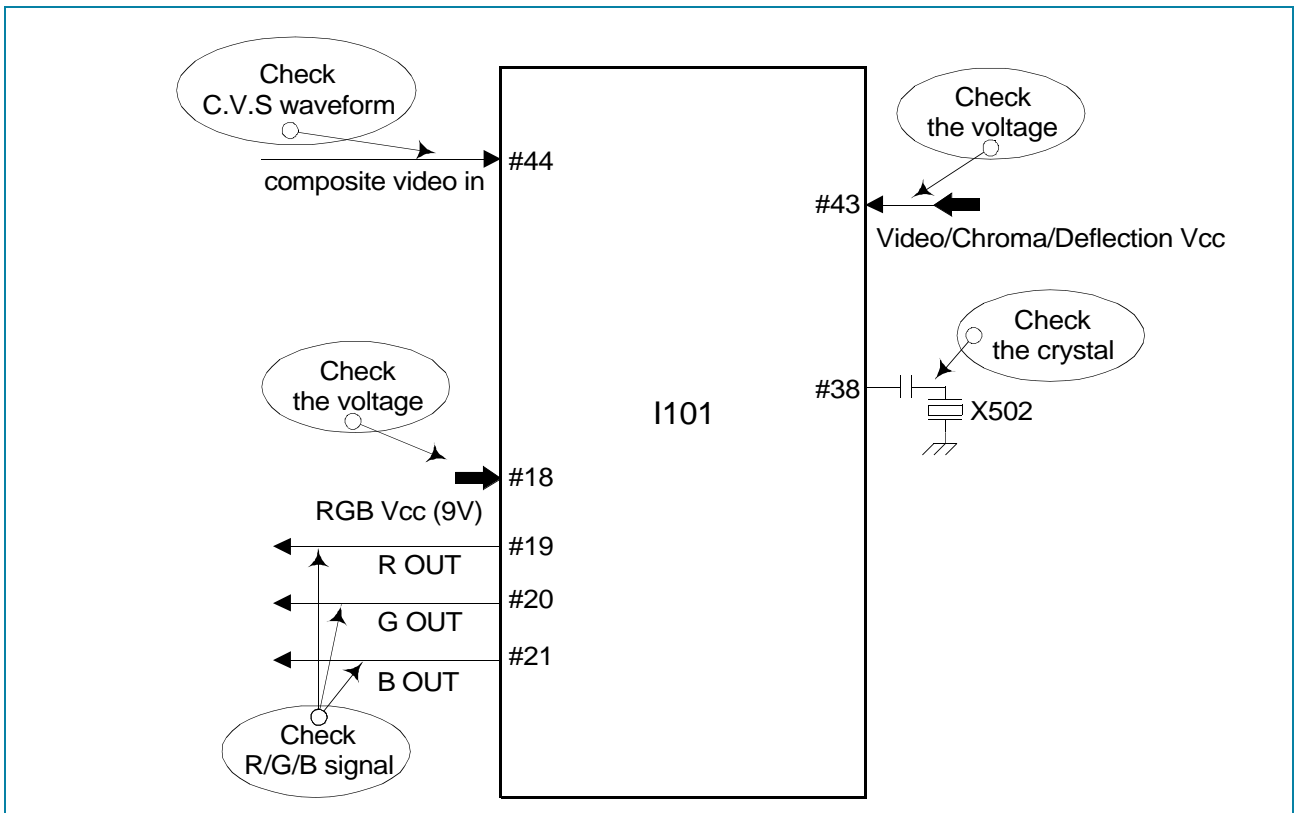 Check
C.V.S waveform
composite video in
#44
Check
the voltage
#43
Video/Chroma/Deflection Vcc
Check
the crystal
#38
X502
I101
Check
the voltage
#18
RGB Vcc (9V)
#19
R OUT
#20
G OUT
#21
B OUT
Check
R/G/B signal